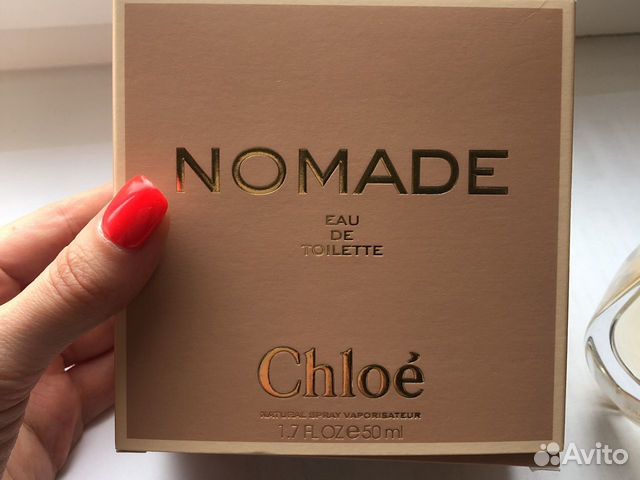 NOMADE
EAU
DE
TOILETTE
Chloé
NATURAL SPRAY VAPORISATEUR
1,7 FL.OZ ℮ 50 ml
Avito